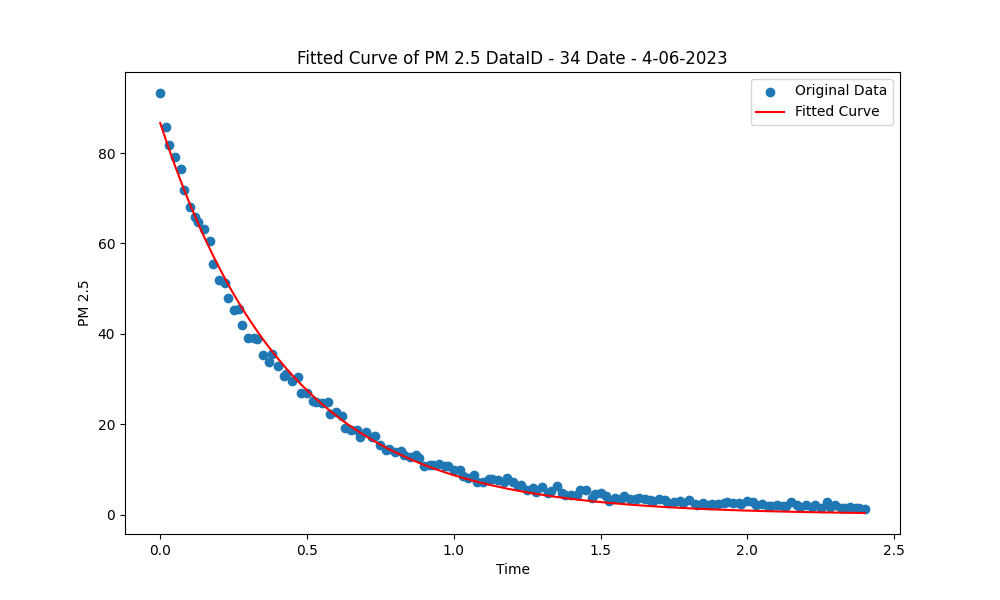 Fitted Curve of PM 2.5 DataID - 34 Date - 4-06-2023
Original Data
Fitted Curve
80
60
40
20
0
PM 2.5
0.0 0.5 1.0 1.5 2.0 2.5
Time